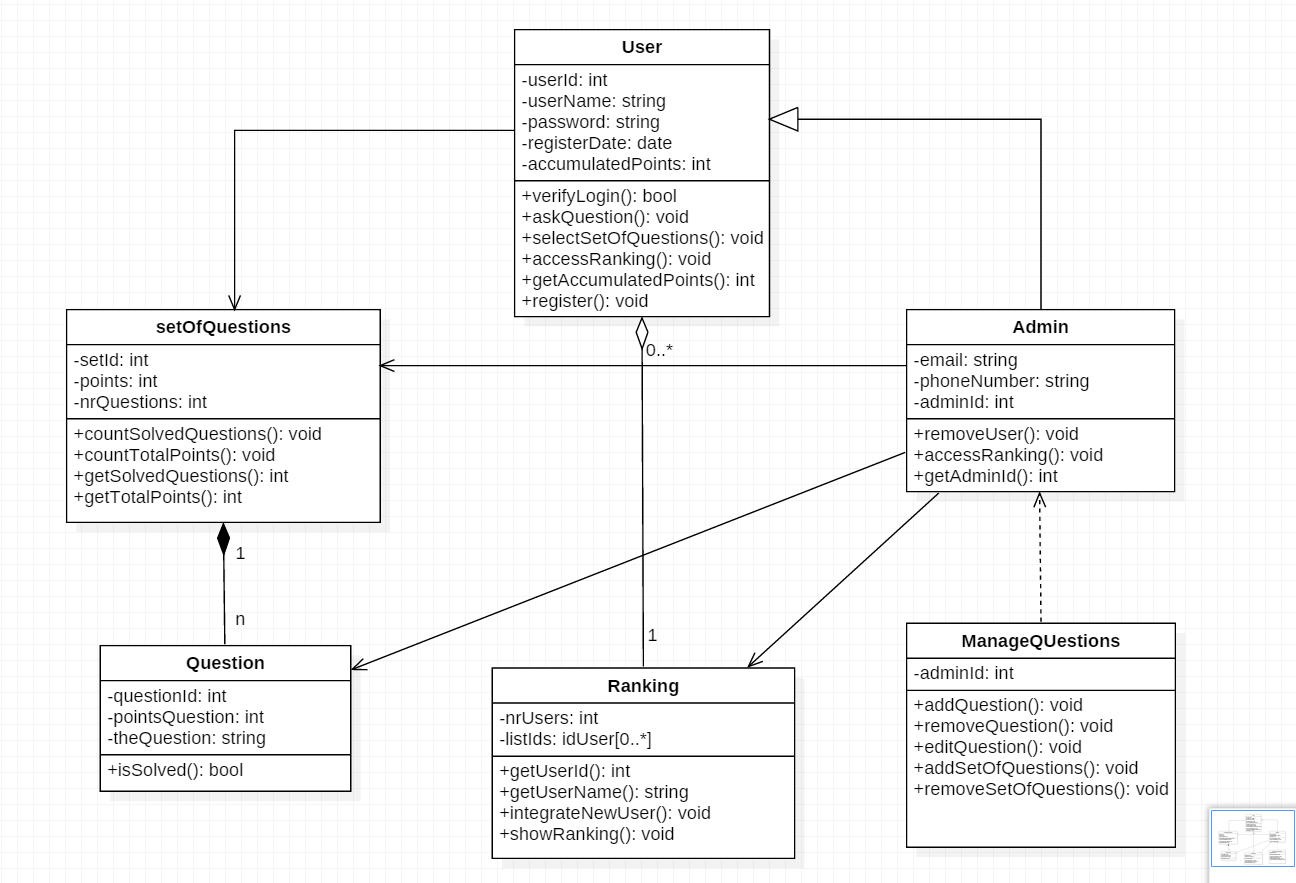 User
-userId: int
-userName: string
-password: string
-registerDate: date
-accumulatedPoints: int
+verifyLogin(): bool
+askQuestion(): void
+selectSetOfQuestions(): void
+accessRanking(): void
+getAccumulatedPoints(): int
+register(): void
0..*
setOfQuestions
-setId: int
-points: int
-nrQuestions: int
+countSolvedQuestions(): void
+countTotalPoints(): void
+getSolvedQuestions(): int
+getTotalPoints(): int
Admin
-email: string
-phoneNumber: string
-adminId: int
+removeUser(): void
+accessRanking(): void
+getAdminId(): int
1
n
1
Question
-questionId: int
-pointsQuestion: int
-theQuestion: string
+isSolved(): bool
Ranking
-nrUsers: int
-listIds: idUser[0..*]
+getUserId(): int
+getUserName(): string
+integrateNewUser(): void
+showRanking(): void
ManageQUestions
-adminId: int
+addQuestion(): void
+removeQuestion(): void
+editQuestion(): void
+addSetOfQuestions(): void
+removeSetOfQuestions(): void